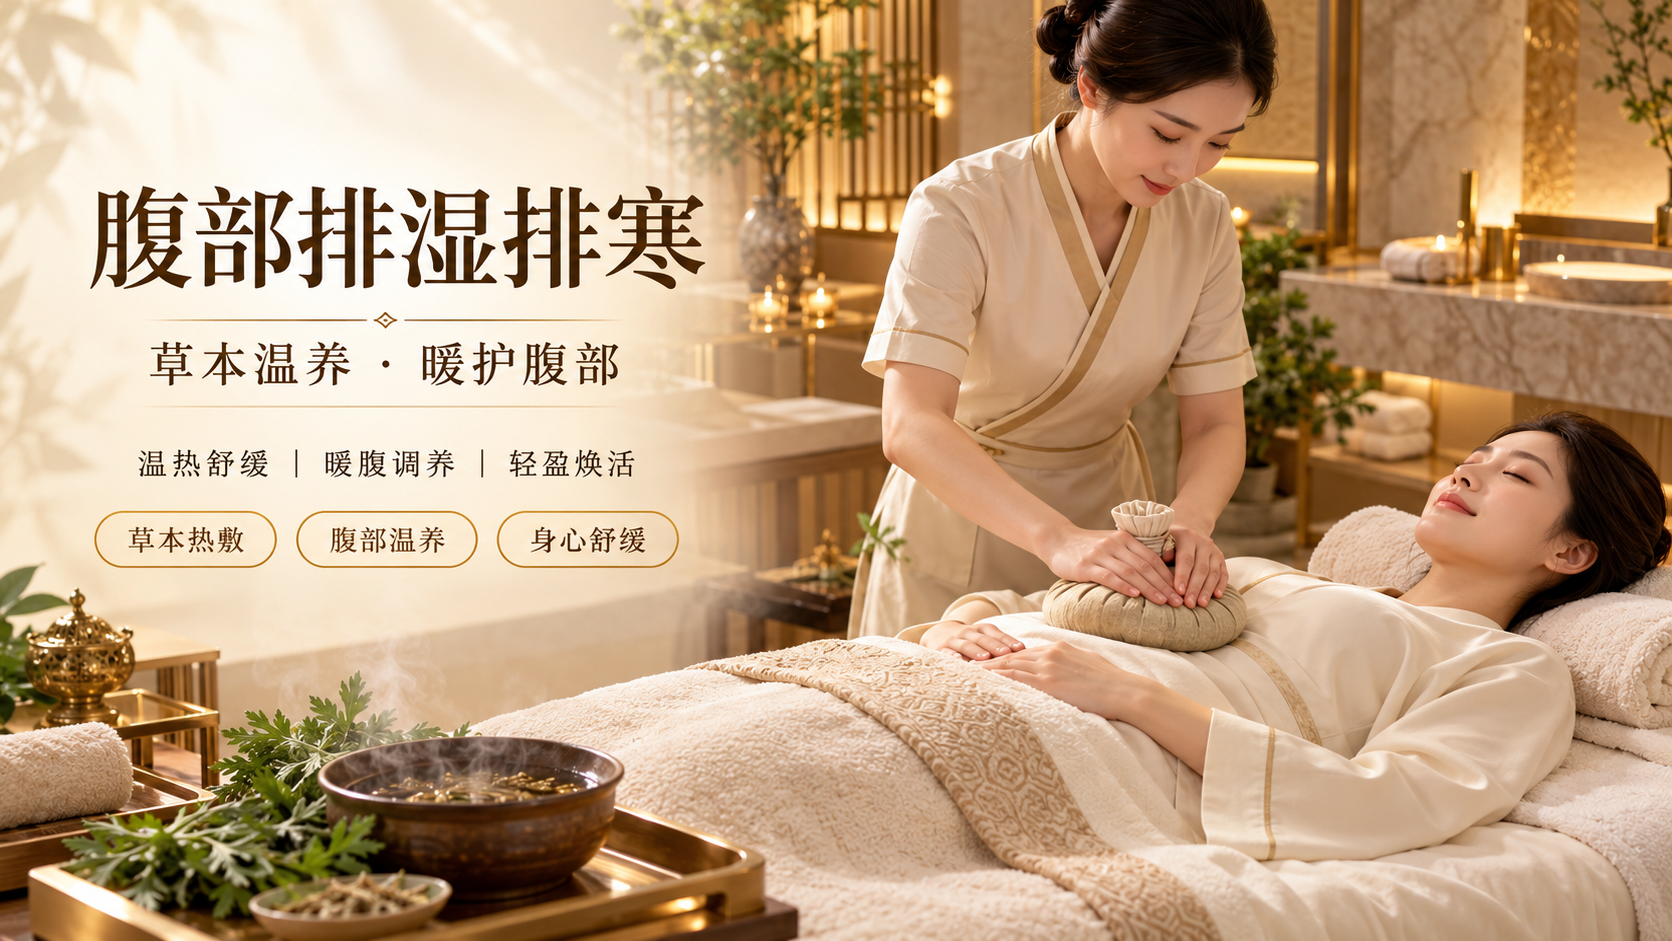 腹部排湿排寒
草本温养 · 暖护腹部
温热舒缓 | 暖腹调养 | 轻盈焕活
草本热敷 腹部温养 身心舒缓